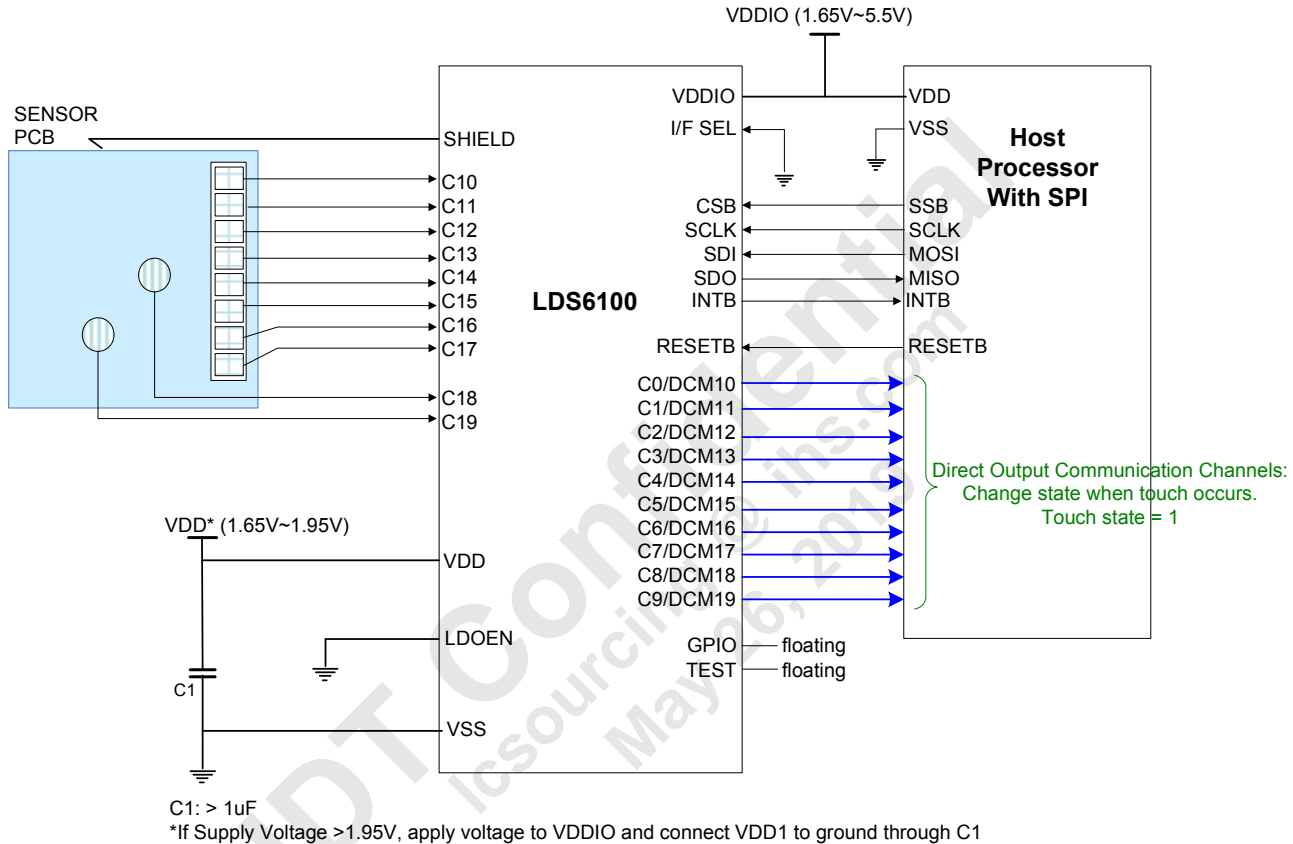 VDDIO (1.65V~5.5V)
SENSOR
PCB
SHIELD
C10
C11
C12
C13
C14
C15
C16
C17
C18
C19
VDD* (1.65V~1.95V)
VDD
LDOEN
C1
VSS
LDS6100
VDDIO
I/F SEL
CSB
SCLK
SDI
SDO
INTB
RESETB
C0/DCM10
C1/DCM11
C2/DCM12
C3/DCM13
C4/DCM14
C5/DCM15
C6/DCM16
C7/DCM17
C8/DCM18
C9/DCM19
GPIO
floating
TEST
floating
VDD
VSS
Host
Processor
With SPI
SSB
SCLK
MOSI
MISO
INTB
RESETB
Direct Output Communication Channels:
Change state when touch occurs.
Touch state = 1
C1: > 1uF
*If Supply Voltage >1.95V, apply voltage to VDDIO and connect VDD1 to ground through C1
IDT Confidential
Icsourcing @ ihs.com
May 26, 2019